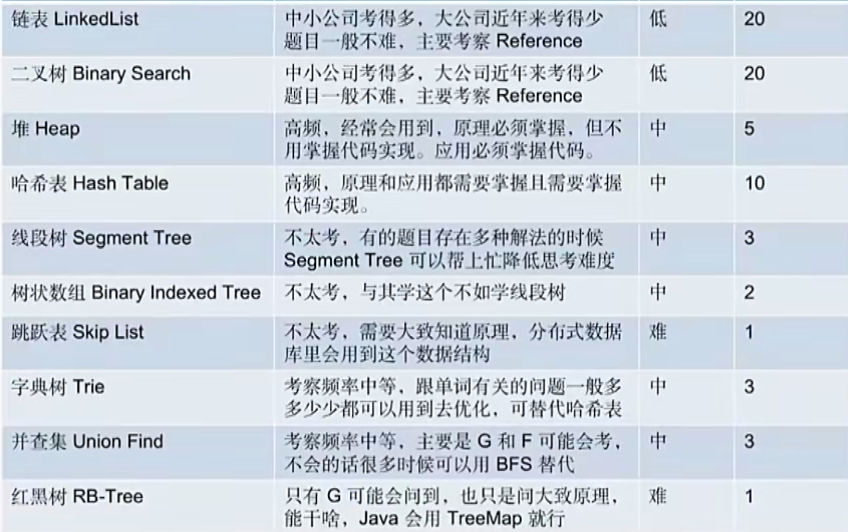 链表 LinkedList 中小公司考得多，大公司近年来考得少 低 20
题目一般不难，主要考察 Reference
二叉树 Binary Search 中小公司考得多，大公司近年来考得少 低 20
题目一般不难，主要考察 Reference
堆 Heap 高频，经常会用到，原理必须掌握，但不 中 5
用掌握代码实现。应用必须掌握代码。
哈希表 Hash Table 高频，原理和应用都需要掌握且需要掌握 中 10
代码实现。
线段树 Segment Tree 不太考，有的题目存在多种解法的时候 中 3
Segment Tree 可以帮上忙降低思考难度
树状数组 Binary Indexed Tree 不太考，与其学这个不如学线段树 中 2
跳跃表 Skip List 不太考，需要大致知道原理，分布式数据 难 1
库里会用到这个数据结构
字典树 Trie 考察频率中等，跟单词有关的问题一般多 中 3
多少少都可以用到去优化，可替代哈希表
并查集 Union Find 考察频率中等，主要是 G 和 F 可能会考， 中 3
不会的话很多时候可以用 BFS 替代
红黑树 RB-Tree 只有 G 可能会问到，也只是问大致原理， 难 1
能干啥，Java 会用 TreeMap 就行